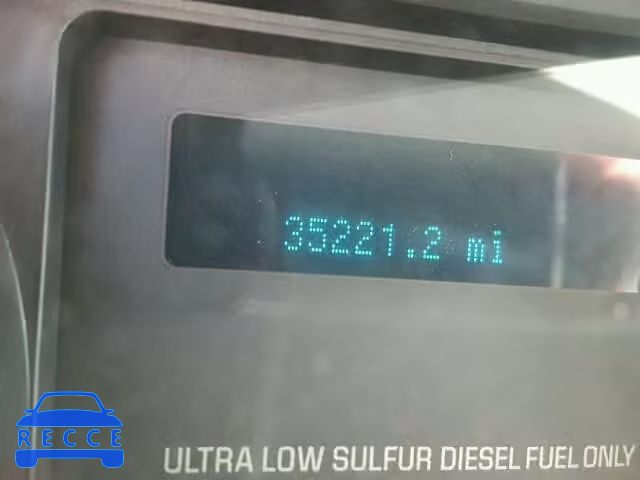 35221.2 mi
RECCE
ULTRA LOW SULFUR DIESEL FUEL ONLY